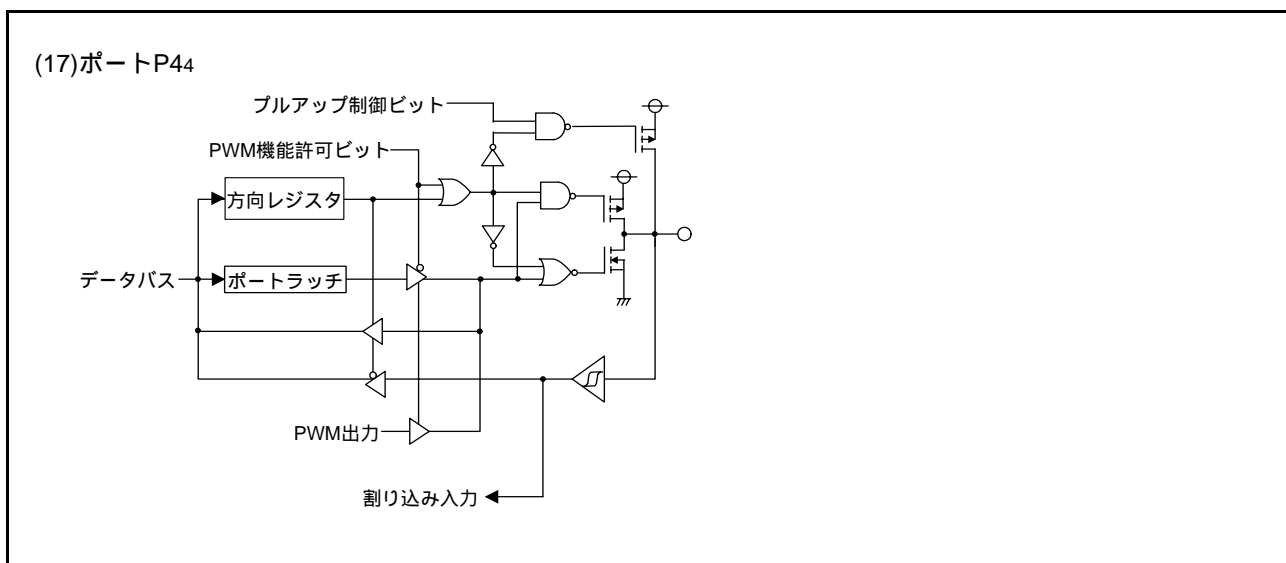 (17)ポートP44
プルアップ制御ビット
PWM機能許可ビット
方向レジスタ
データバス
ポートラッチ
PWM出力
割り込み入力